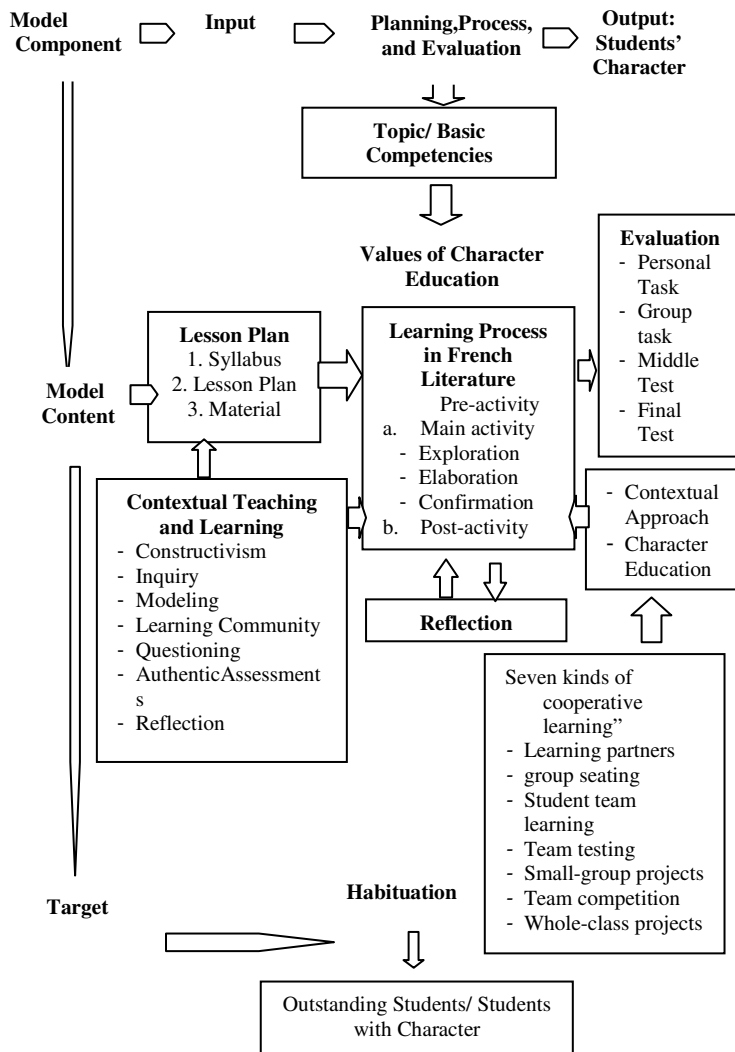 Model
Component
Input
Planning,Process,
and Evaluation
Output:
Students'
Character
Topic/ Basic
Competencies
Values of Character
Education
Evaluation
- Personal
Task
- Group
task
- Middle
Test
- Final
Test
Lesson Plan
1. Syllabus
2. Lesson Plan
3. Material
Learning Process
in French
Literature
Pre-activity
a. Main activity
- Exploration
- Elaboration
- Confirmation
b. Post-activity
Model
Content
Contextual Teaching
and Learning
- Constructivism
- Inquiry
- Modeling
- Learning Community
- Questioning
- AuthenticAssessment
s
- Reflection
- Contextual
Approach
- Character
Education
Reflection
Seven kinds of
cooperative
learning”
- Learning partners
- group seating
- Student team
learning
- Team testing
- Small-group projects
- Team competition
- Whole-class projects
Target
Habituation
Outstanding Students/ Students
with Character